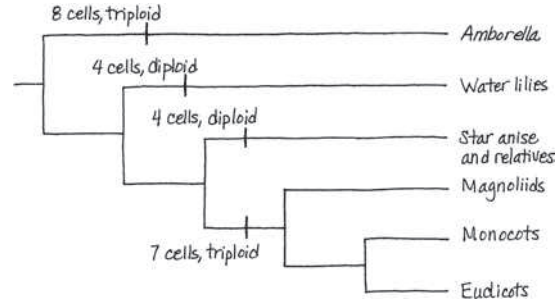 8 cells, triploid
Amborella
4 cells, diploid
Water lilies
4 cells, diploid
Star anise
and relatives
Magnoliids
7 cells, triploid
Monocots
Eudicots